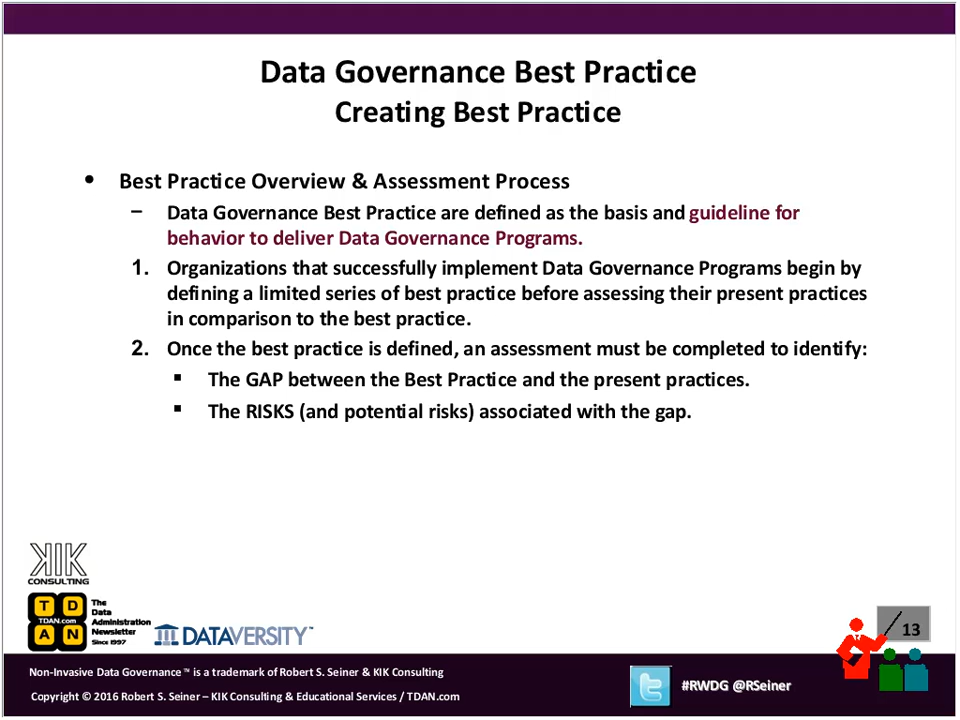 Data Governance Best Practice
Creating Best Practice
• Best Practice Overview & Assessment Process
– Data Governance Best Practice are defined as the basis and guideline for
behavior to deliver Data Governance Programs.
1. Organizations that successfully implement Data Governance Programs begin by
defining a limited series of best practice before assessing their present practices
in comparison to the best practice.
2. Once the best practice is defined, an assessment must be completed to identify:
▪ The GAP between the Best Practice and the present practices.
▪ The RISKS (and potential risks) associated with the gap.
KIK
CONSULTING
T D
TDAN.com
A N
The
Data
Administration
Newsletter
Since 1997
DATAVERSITY™
13
Non-Invasive Data Governance™ is a trademark of Robert S. Seiner & KIK Consulting
Copyright © 2016 Robert S. Seiner – KIK Consulting & Educational Services / TDAN.com
#RWDG @RSeiner